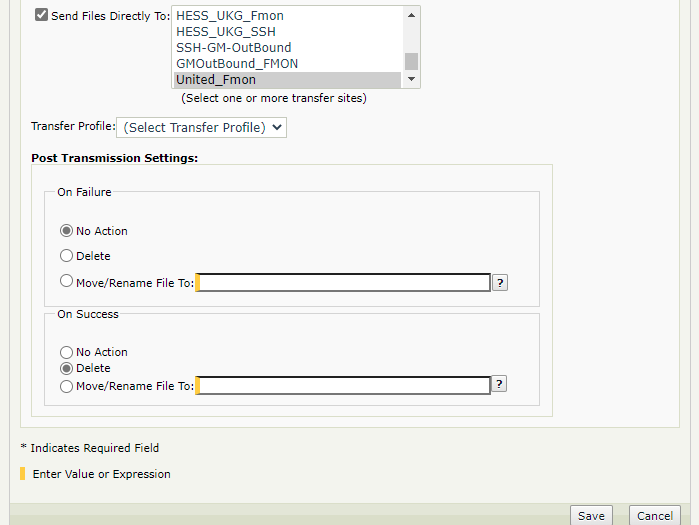 Send Files Directly To:
HESS_UKG_Fmon
HESS_UKG_SSH
SSH-GM-OutBound
GMOutBound_FMON
United_Fmon
(Select one or more transfer sites)
Transfer Profile: (Select Transfer Profile)
Post Transmission Settings:
On Failure
No Action
Delete
Move/Rename File To: ?
On Success
No Action
Delete
Move/Rename File To: ?
* Indicates Required Field
Enter Value or Expression
Save Cancel